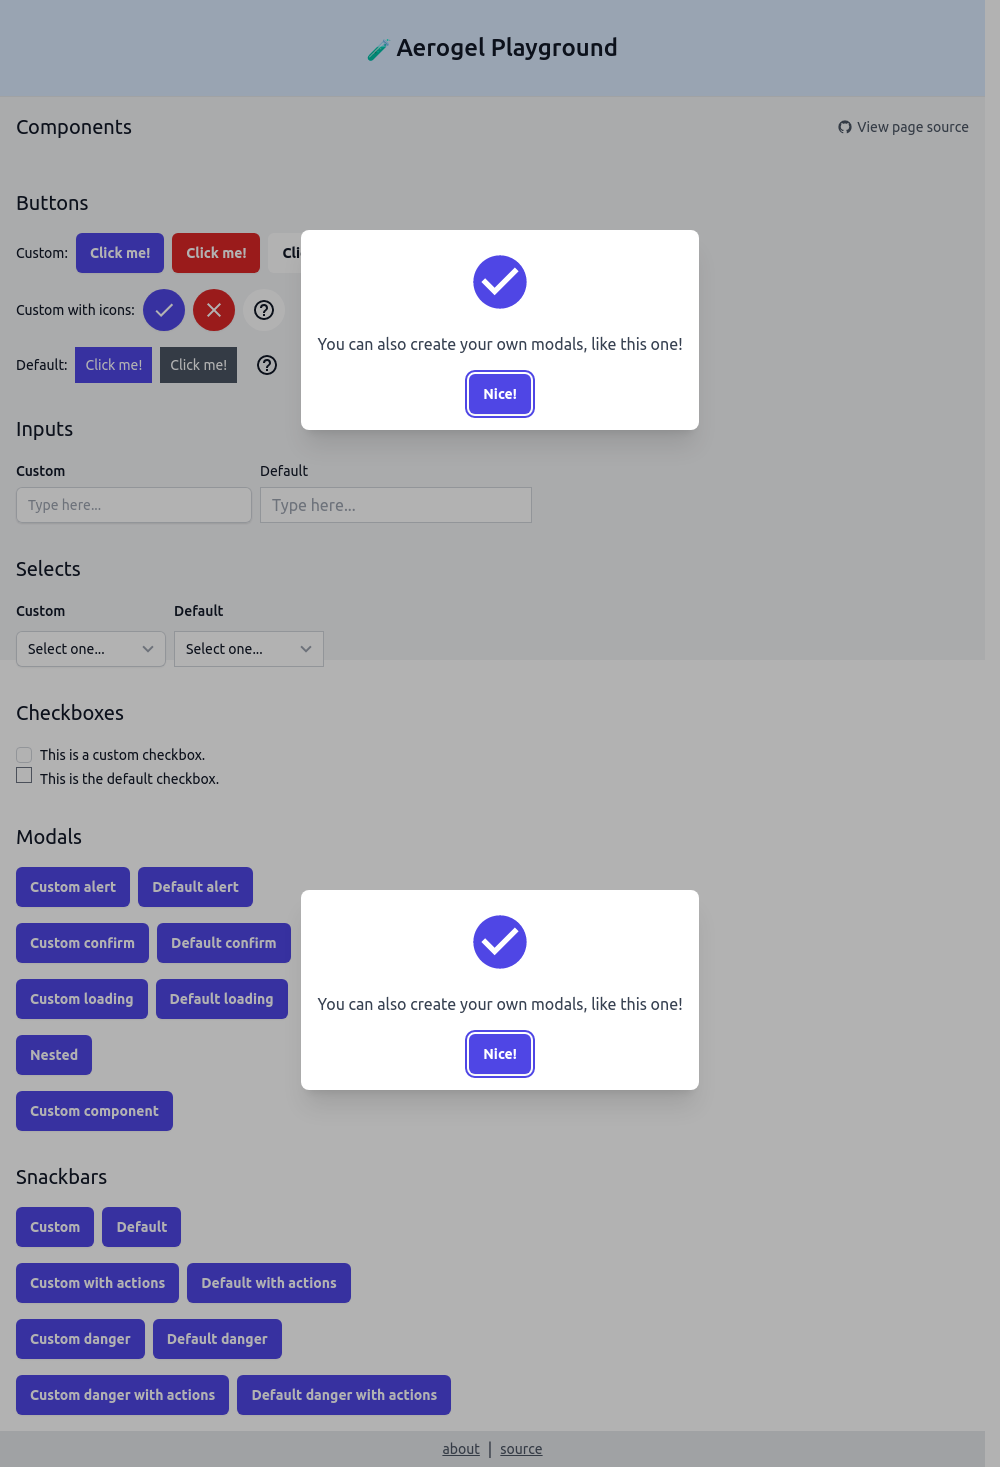 Aerogel Playground
Components
View page source
Buttons
Custom: Click me! Click me! Cli
Custom with icons:
Default: Click me! Click me!
You can also create your own modals, like this one!
Nice!
Inputs
Custom Default
Type here... Type here...
Selects
Custom Default
Select one... Select one...
Checkboxes
This is a custom checkbox.
This is the default checkbox.
Modals
Custom alert Default alert
Custom confirm Default confirm
Custom loading Default loading
Nested
Custom component
You can also create your own modals, like this one!
Nice!
Snackbars
Custom Default
Custom with actions Default with actions
Custom danger Default danger
Custom danger with actions Default danger with actions
about | source